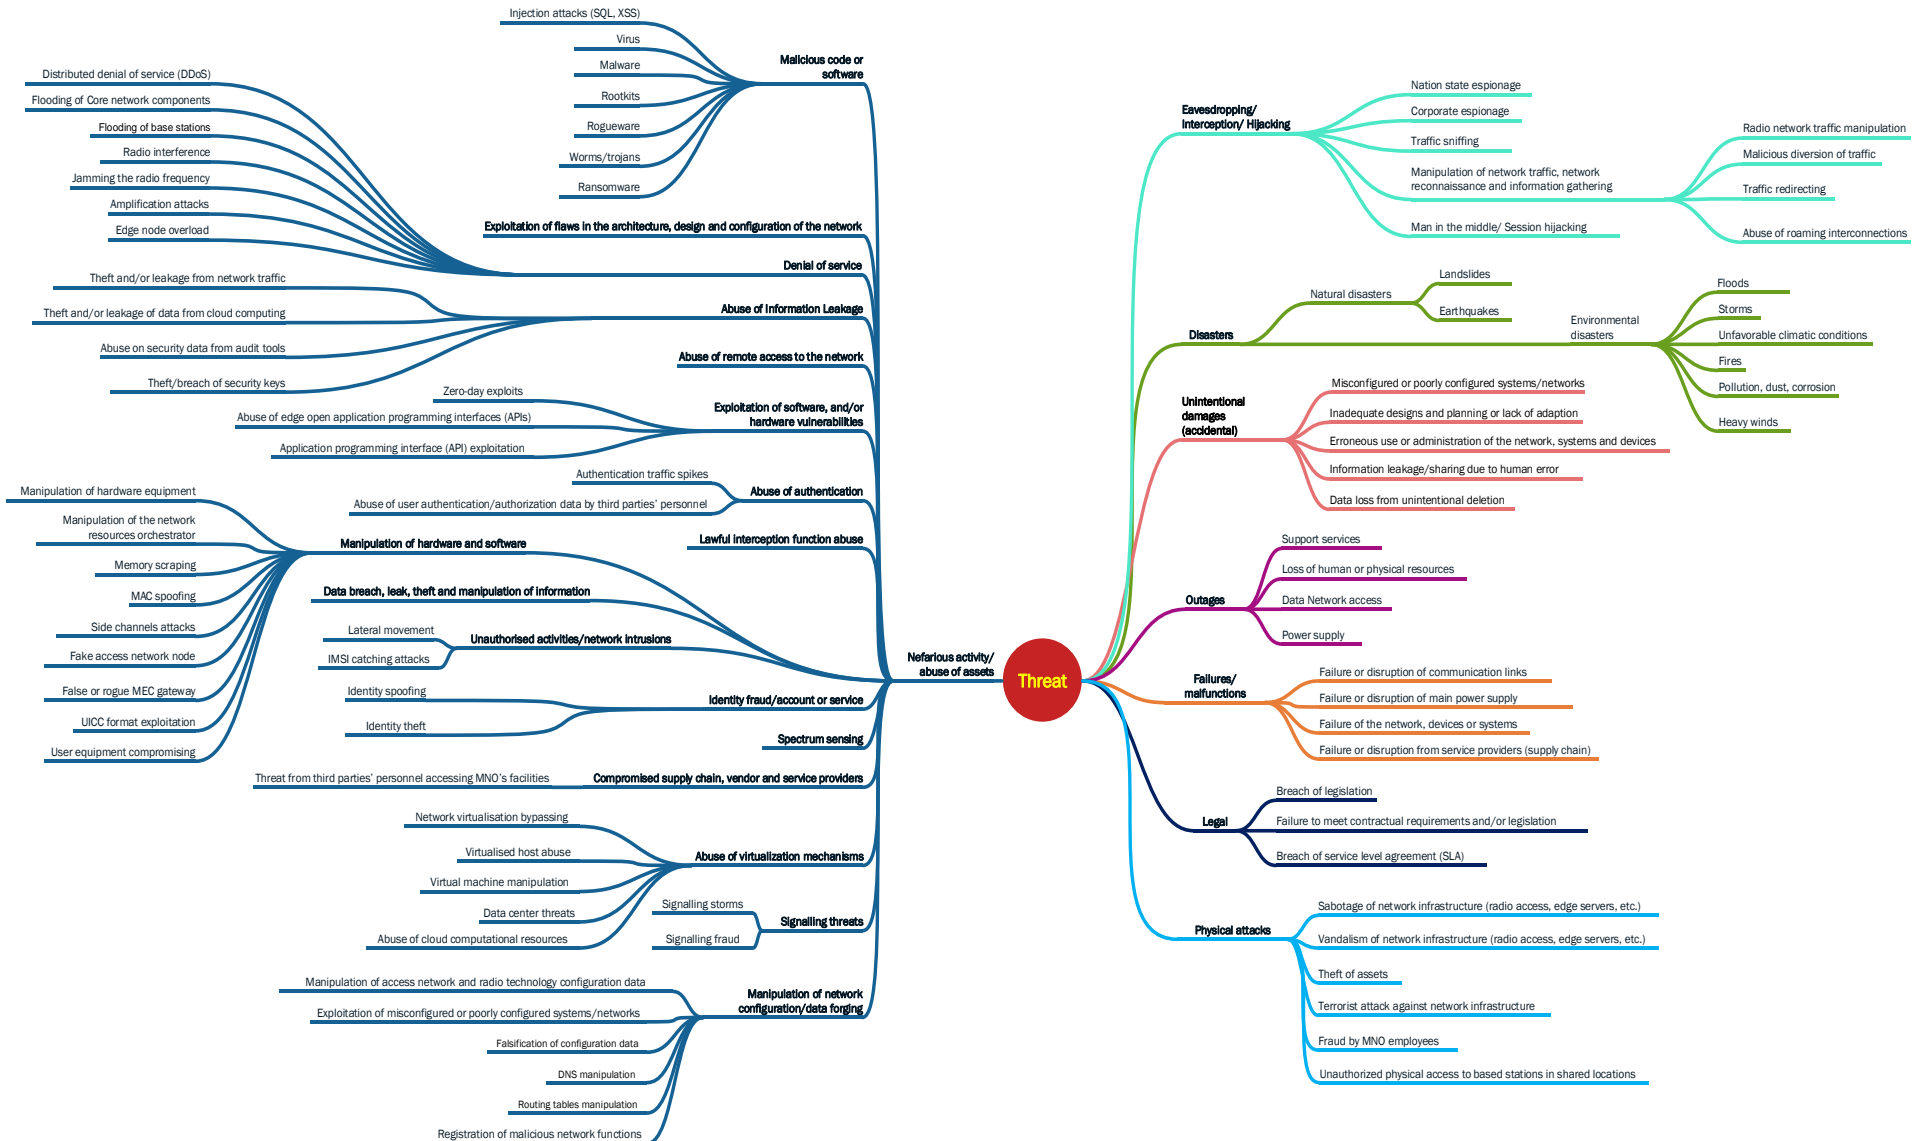 Injection attacks (SQL, XSS)
Virus
Malware
Rootkits
Rogueware
Worms/trojans
Ransomware
Malicious code or
software
Exploitation of flaws in the architecture, design and configuration of the network
Distributed denial of service (DDoS)
Flooding of Core network components
Flooding of base stations
Radio interference
Jamming the radio frequency
Amplification attacks
Edge node overload
Denial of service
Theft and/or leakage from network traffic
Theft and/or leakage of data from cloud computing
Abuse on security data from audit tools
Theft/breach of security keys
Abuse of Information Leakage
Abuse of remote access to the network
Zero-day exploits
Abuse of edge open application programming interfaces (APIs)
Application programming interface (API) exploitation
Exploitation of software, and/or
hardware vulnerabilities
Authentication traffic spikes
Abuse of user authentication/authorization data by third parties’ personnel
Abuse of authentication
Lawful interception function abuse
Manipulation of hardware equipment
Manipulation of the network
resources orchestrator
Memory scraping
MAC spoofing
Side channels attacks
Fake access network node
False or rogue MEC gateway
UICC format exploitation
User equipment compromising
Manipulation of hardware and software
Data breach, leak, theft and manipulation of information
Lateral movement
IMSI catching attacks
Unauthorised activities/network intrusions
Identity spoofing
Identity theft
Identity fraud/account or service
Spectrum sensing
Threat from third parties’ personnel accessing MNO’s facilities
Compromised supply chain, vendor and service providers
Network virtualisation bypassing
Virtualised host abuse
Virtual machine manipulation
Data center threats
Abuse of cloud computational resources
Abuse of virtualization mechanisms
Signalling storms
Signalling fraud
Signalling threats
Manipulation of access network and radio technology configuration data
Exploitation of misconfigured or poorly configured systems/networks
Falsification of configuration data
DNS manipulation
Routing tables manipulation
Registration of malicious network functions
Manipulation of network
configuration/data forging
Nefarious activity/
abuse of assets
Threat
Eavesdropping/
Interception/ Hijacking
Nation state espionage
Corporate espionage
Traffic sniffing
Manipulation of network traffic, network
reconnaissance and information gathering
Man in the middle/ Session hijacking
Radio network traffic manipulation
Malicious diversion of traffic
Traffic redirecting
Abuse of roaming interconnections
Disasters
Natural disasters
Landslides
Earthquakes
Environmental
disasters
Floods
Storms
Unfavorable climatic conditions
Fires
Pollution, dust, corrosion
Heavy winds
Unintentional
damages
(accidental)
Misconfigured or poorly configured systems/networks
Inadequate designs and planning or lack of adaption
Erroneous use or administration of the network, systems and devices
Information leakage/sharing due to human error
Data loss from unintentional deletion
Outages
Support services
Loss of human or physical resources
Data Network access
Power supply
Failures/
malfunctions
Failure or disruption of communication links
Failure or disruption of main power supply
Failure of the network, devices or systems
Failure or disruption from service providers (supply chain)
Legal
Breach of legislation
Failure to meet contractual requirements and/or legislation
Breach of service level agreement (SLA)
Physical attacks
Sabotage of network infrastructure (radio access, edge servers, etc.)
Vandalism of network infrastructure (radio access, edge servers, etc.)
Theft of assets
Terrorist attack against network infrastructure
Fraud by MNO employees
Unauthorized physical access to based stations in shared locations